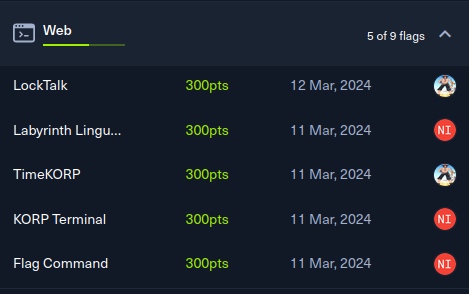 Web 5 of 9 flags
LockTalk 300pts 12 Mar, 2024
Labyrinth Lingu... 300pts 11 Mar, 2024 NI
TimeKORP 300pts 11 Mar, 2024
KORP Terminal 300pts 11 Mar, 2024 NI
Flag Command 300pts 11 Mar, 2024 NI